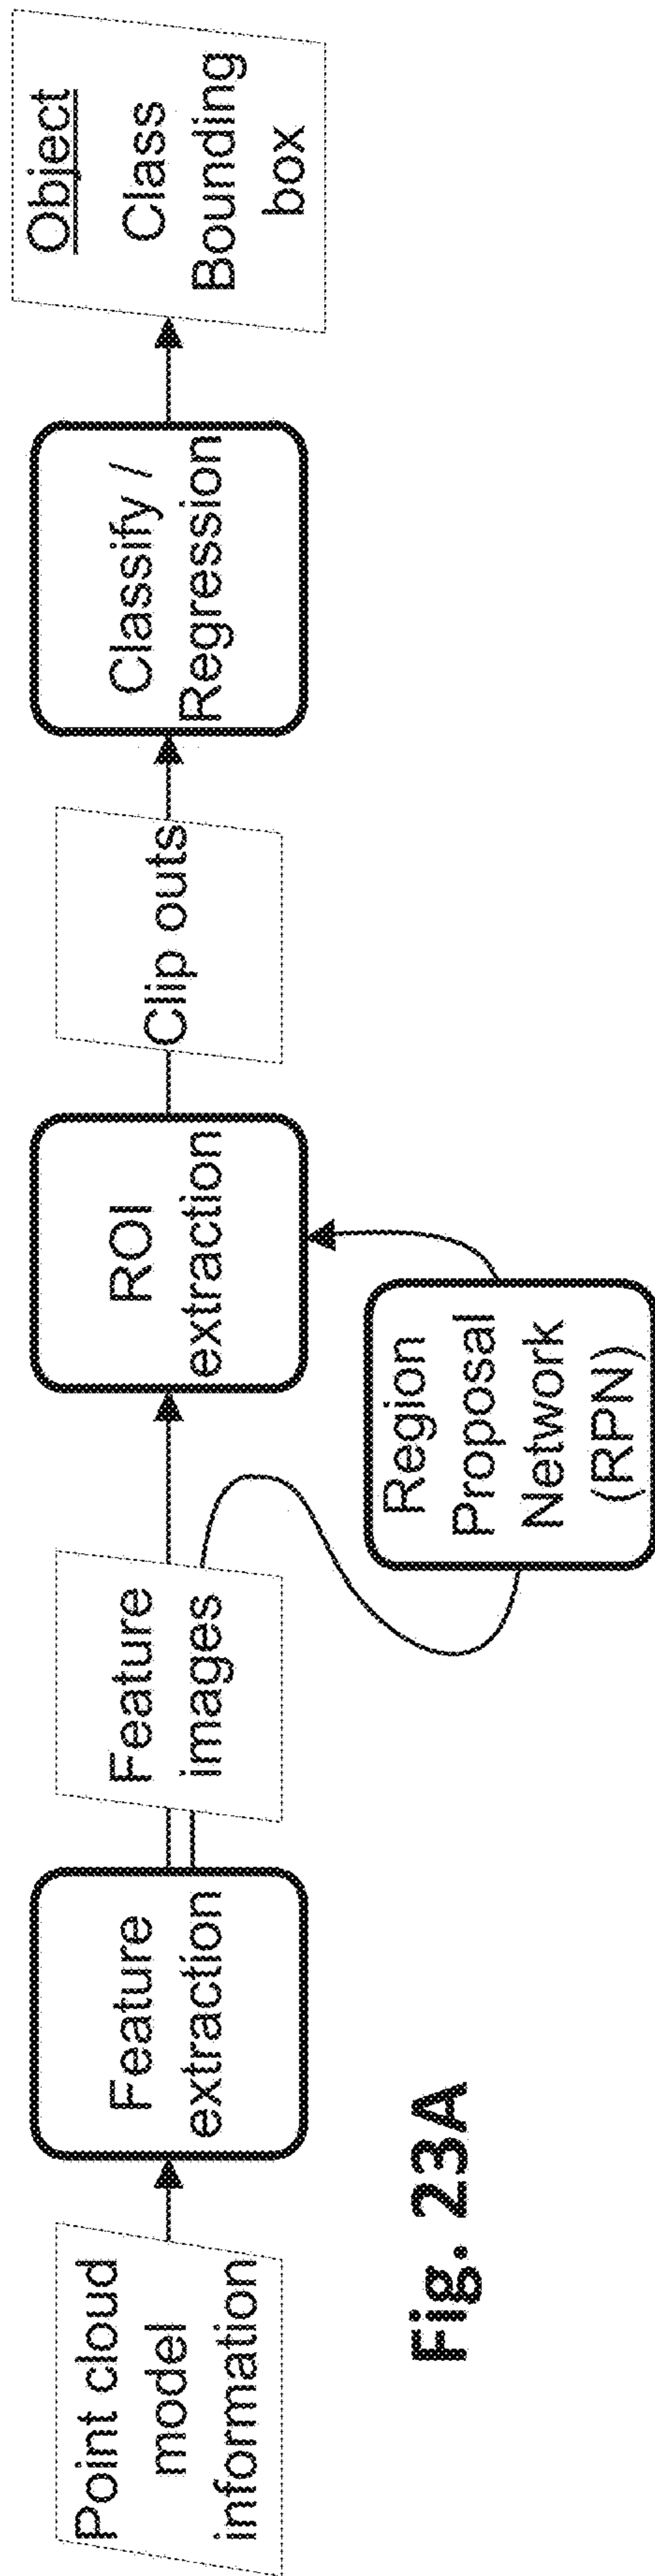 Point cloud
model
information
Feature
extraction
Feature
images
Region
Proposal
Network
(RPN)
ROI
extraction
Clip outs
Classify /
Regression
Object
Class
Bounding
box
Fig. 23A